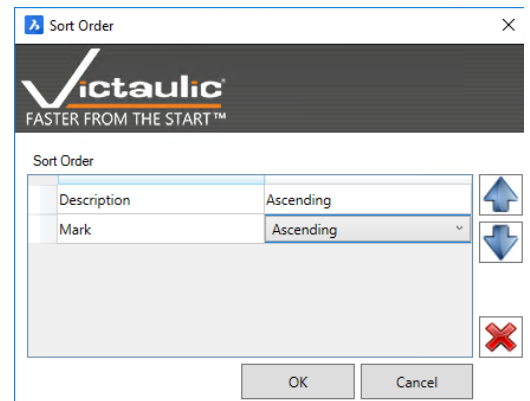 Sort Order
Victaulic®
FASTER FROM THE START™
Sort Order
Description Ascending
Mark Ascending
OK Cancel